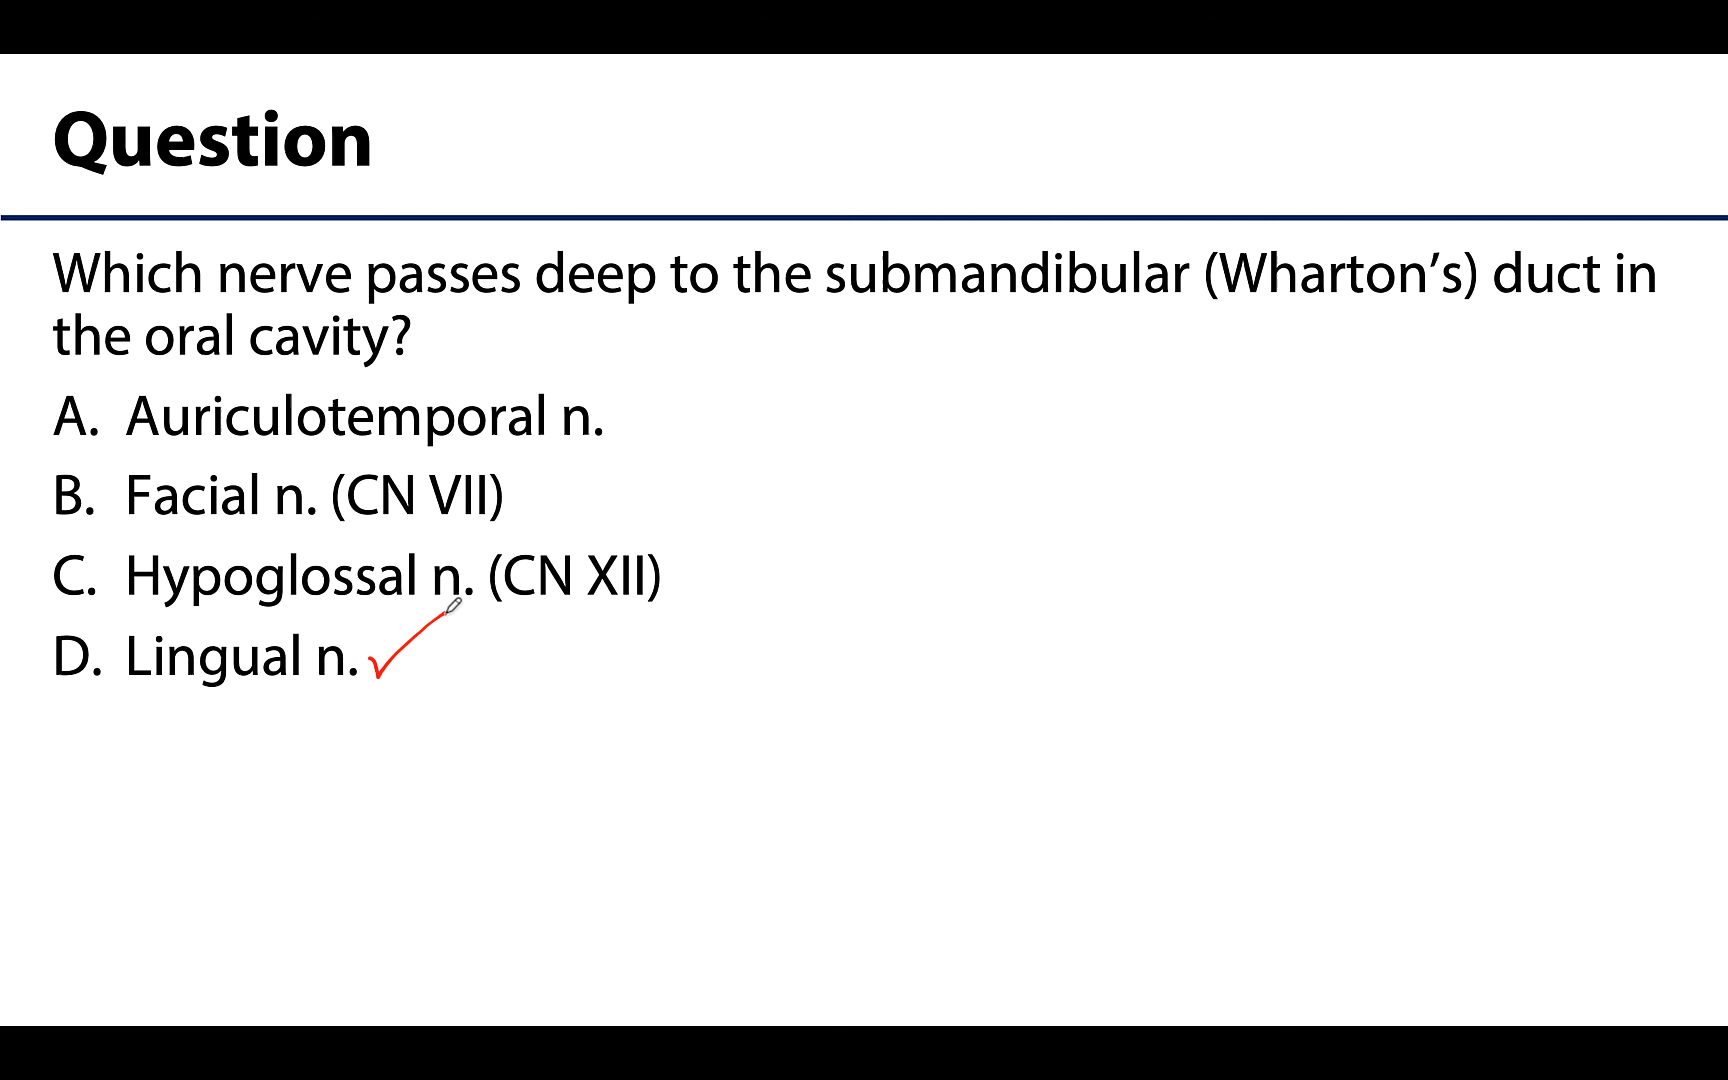 Question
Which nerve passes deep to the submandibular (Wharton’s) duct in
the oral cavity?
A. Auriculotemporal n.
B. Facial n. (CN VII)
C. Hypoglossal n. (CN XII)
D. Lingual n.